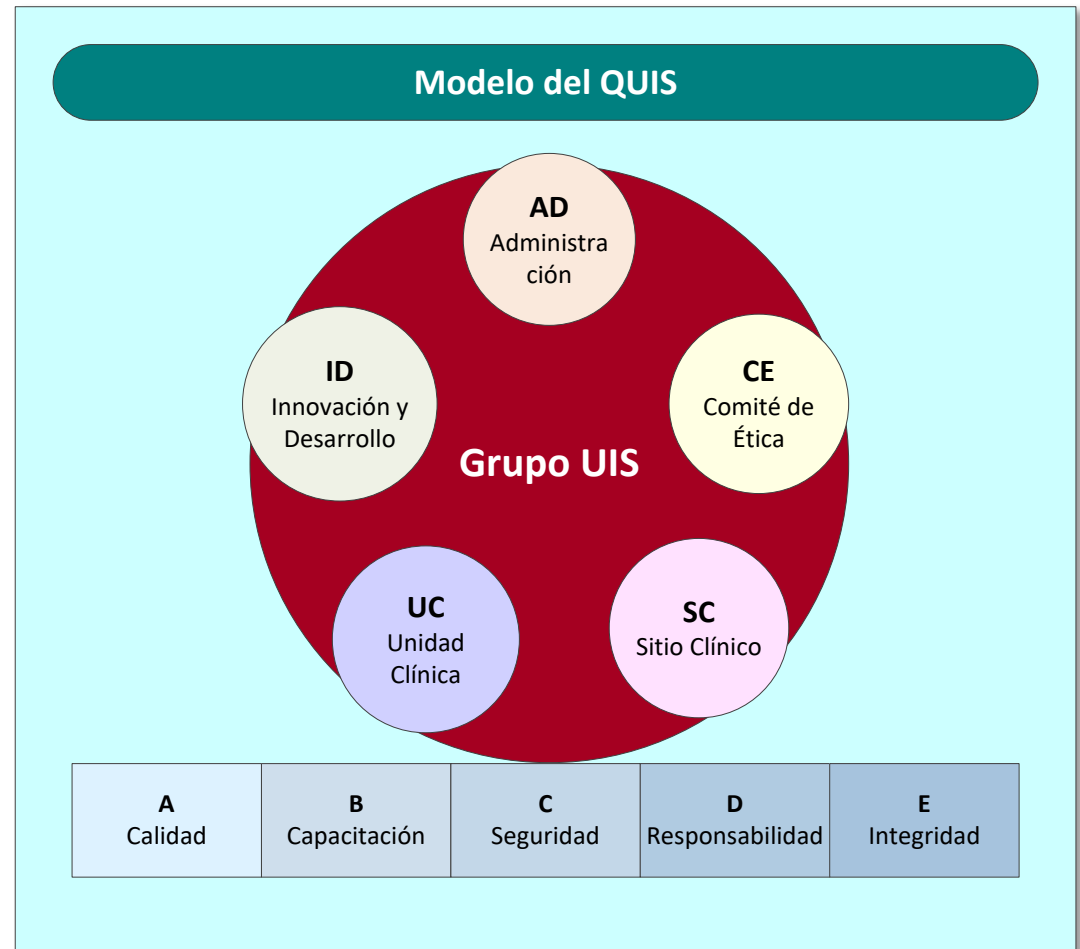 Modelo del QUIS
AD
Administra
ción
ID
Innovación y
Desarrollo
CE
Comité de
Ética
Grupo UIS
UC
Unidad
Clínica
SC
Sitio Clínico
A
Calidad
B
Capacitación
C
Seguridad
D
Responsabilidad
E
Integridad